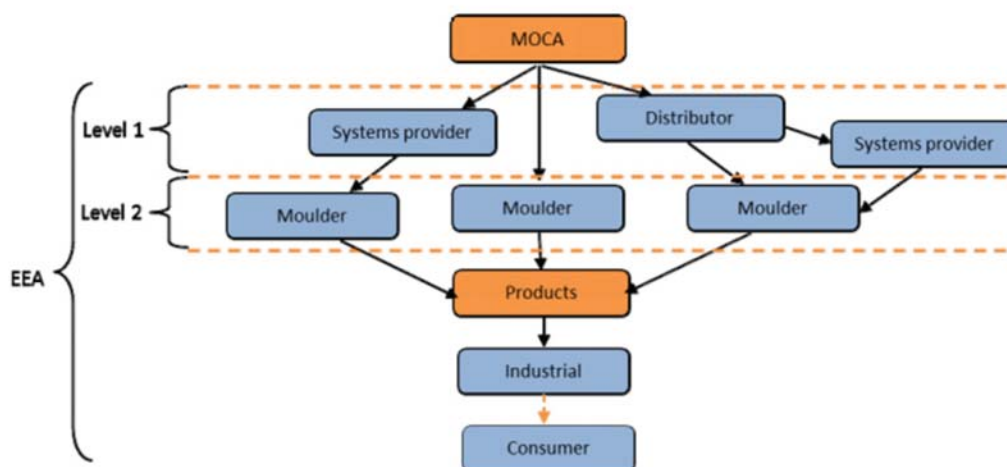 MOCA
Level 1
Systems provider
Distributor
Systems provider
Level 2
Moulder
Moulder
Moulder
EEA
Products
Industrial
Consumer